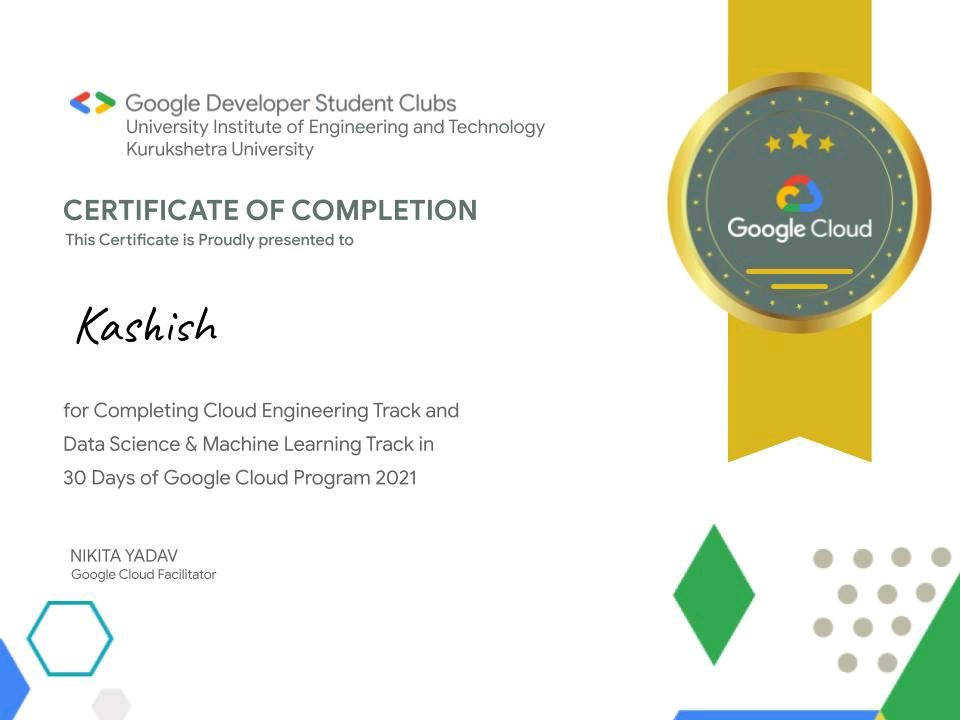 Google Developer Student Clubs
University Institute of Engineering and Technology
Kurukshetra University
CERTIFICATE OF COMPLETION
This Certificate is Proudly presented to
Kashish
for Completing Cloud Engineering Track and
Data Science & Machine Learning Track in
30 Days of Google Cloud Program 2021
NIKITA YADAV
Google Cloud Facilitator
Google Cloud